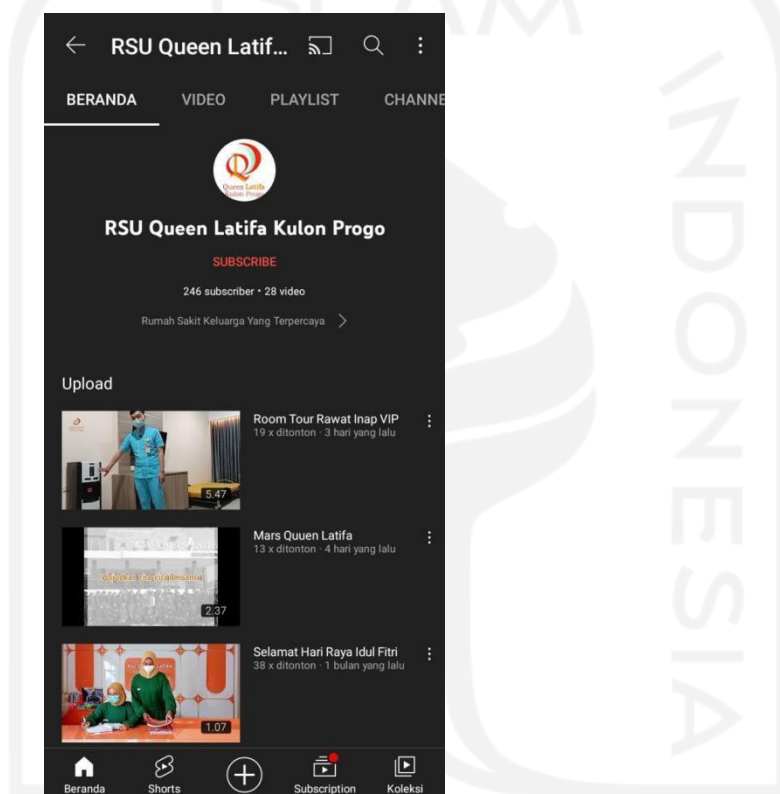 ISLAM
INDONESIA
RSU Queen Latif...
BERANDA VIDEO PLAYLIST CHANNE
Queen Latifa
Kulon Progo
RSU Queen Latifa Kulon Progo
SUBSCRIBE
246 subscriber • 28 video
Rumah Sakit Keluarga Yang Terpercaya
Upload
Room Tour Rawat Inap VIP
19 x ditonton · 3 hari yang lalu
5.47
Mars Quuen Latifa
13 x ditonton · 4 hari yang lalu
2.37
Selamat Hari Raya Idul Fitri
38 x ditonton · 1 bulan yang lalu
1.07
Beranda Shorts Subscription Koleksi